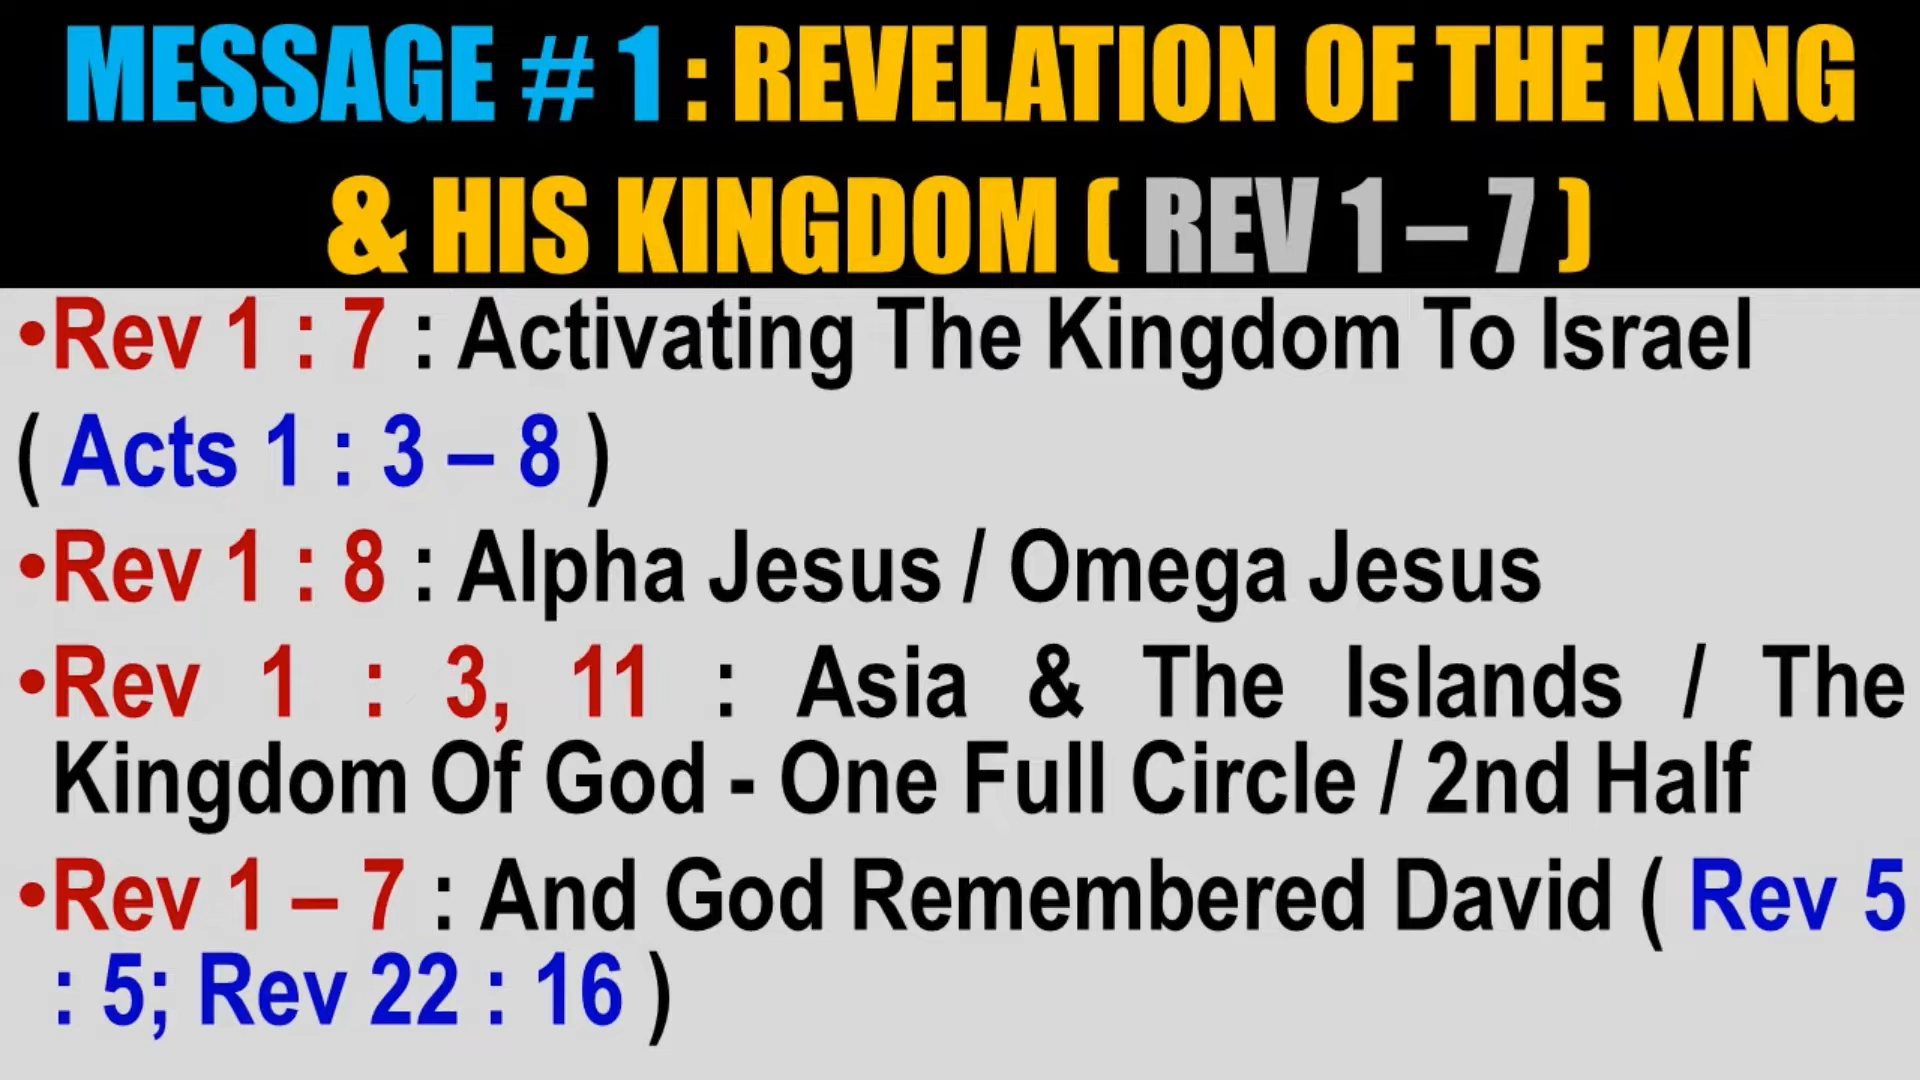 MESSAGE # 1 : REVELATION OF THE KING
& HIS KINGDOM ( REV 1 – 7 )
•Rev 1 : 7 : Activating The Kingdom To Israel
( Acts 1 : 3 – 8 )
•Rev 1 : 8 : Alpha Jesus / Omega Jesus
•Rev 1 : 3, 11 : Asia & The Islands / The
Kingdom Of God - One Full Circle / 2nd Half
•Rev 1 – 7 : And God Remembered David ( Rev 5
: 5; Rev 22 : 16 )